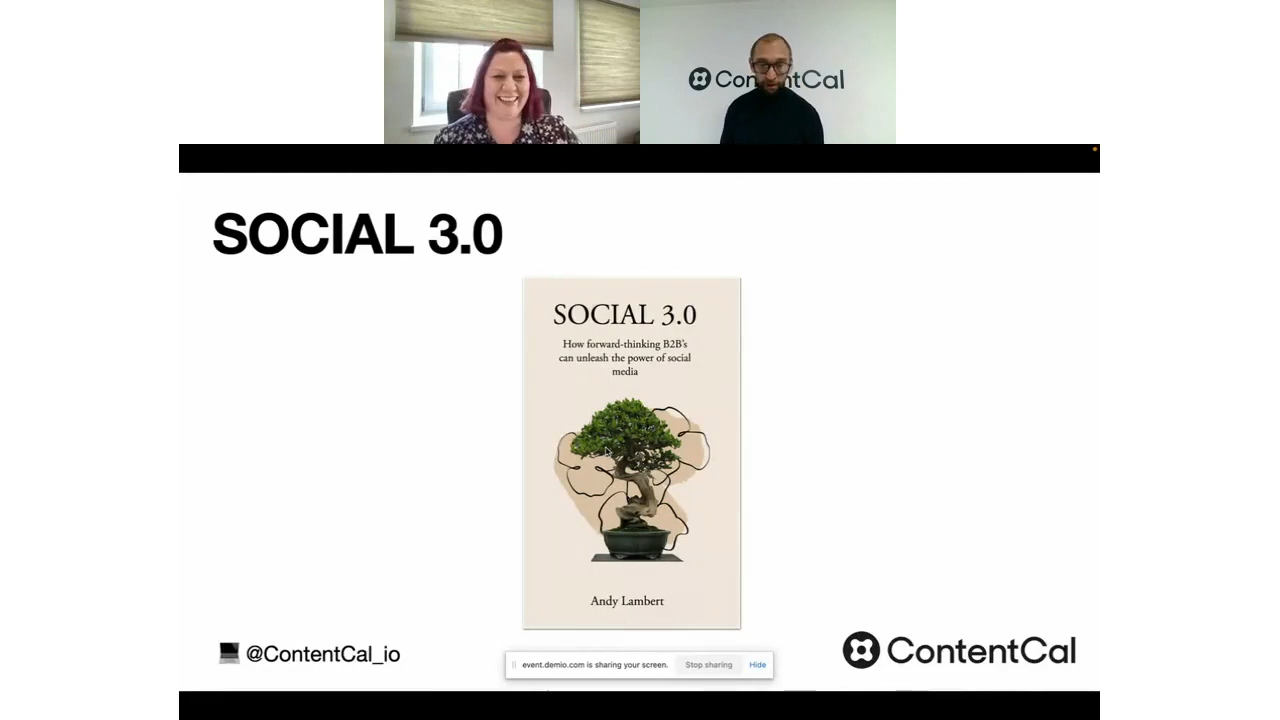 ContentCal
SOCIAL 3.0
SOCIAL 3.0
How forward-thinking B2B's
can unleash the power of social
media
Andy Lambert
@ContentCal_io
event.demio.com is sharing your screen.
Stop sharing
Hide
ContentCal